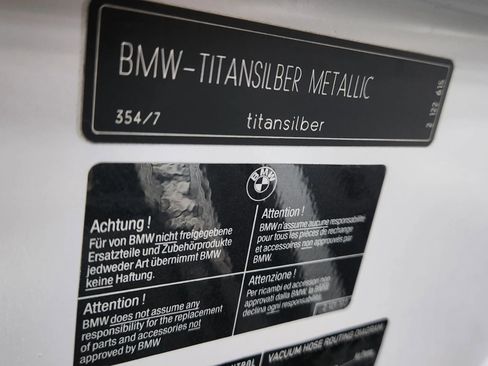 BMW-TITANSILBER METALLIC
354/7
titansilber
2 122 615
BMW
Achtung !
Für von BMW nicht freigegebene
Ersatzteile und Zubehörprodukte
jedweder Art übernimmt BMW
keine Haftung.
Attention !
BMW does not assume any
responsibility for the replacement
of parts and accessories not
approved by BMW
Attention !
BMW n'assume aucune responsabilité
pour tous les pièces de rechange
et accessoires non approuvés par
BMW.
Attenzione !
Per ricambi ed accessori non
approvati dalla BMW, la BMW
declina ogni responsabilità.
CONTROL
VACUUM HOSE ROUTING DIAGRAM